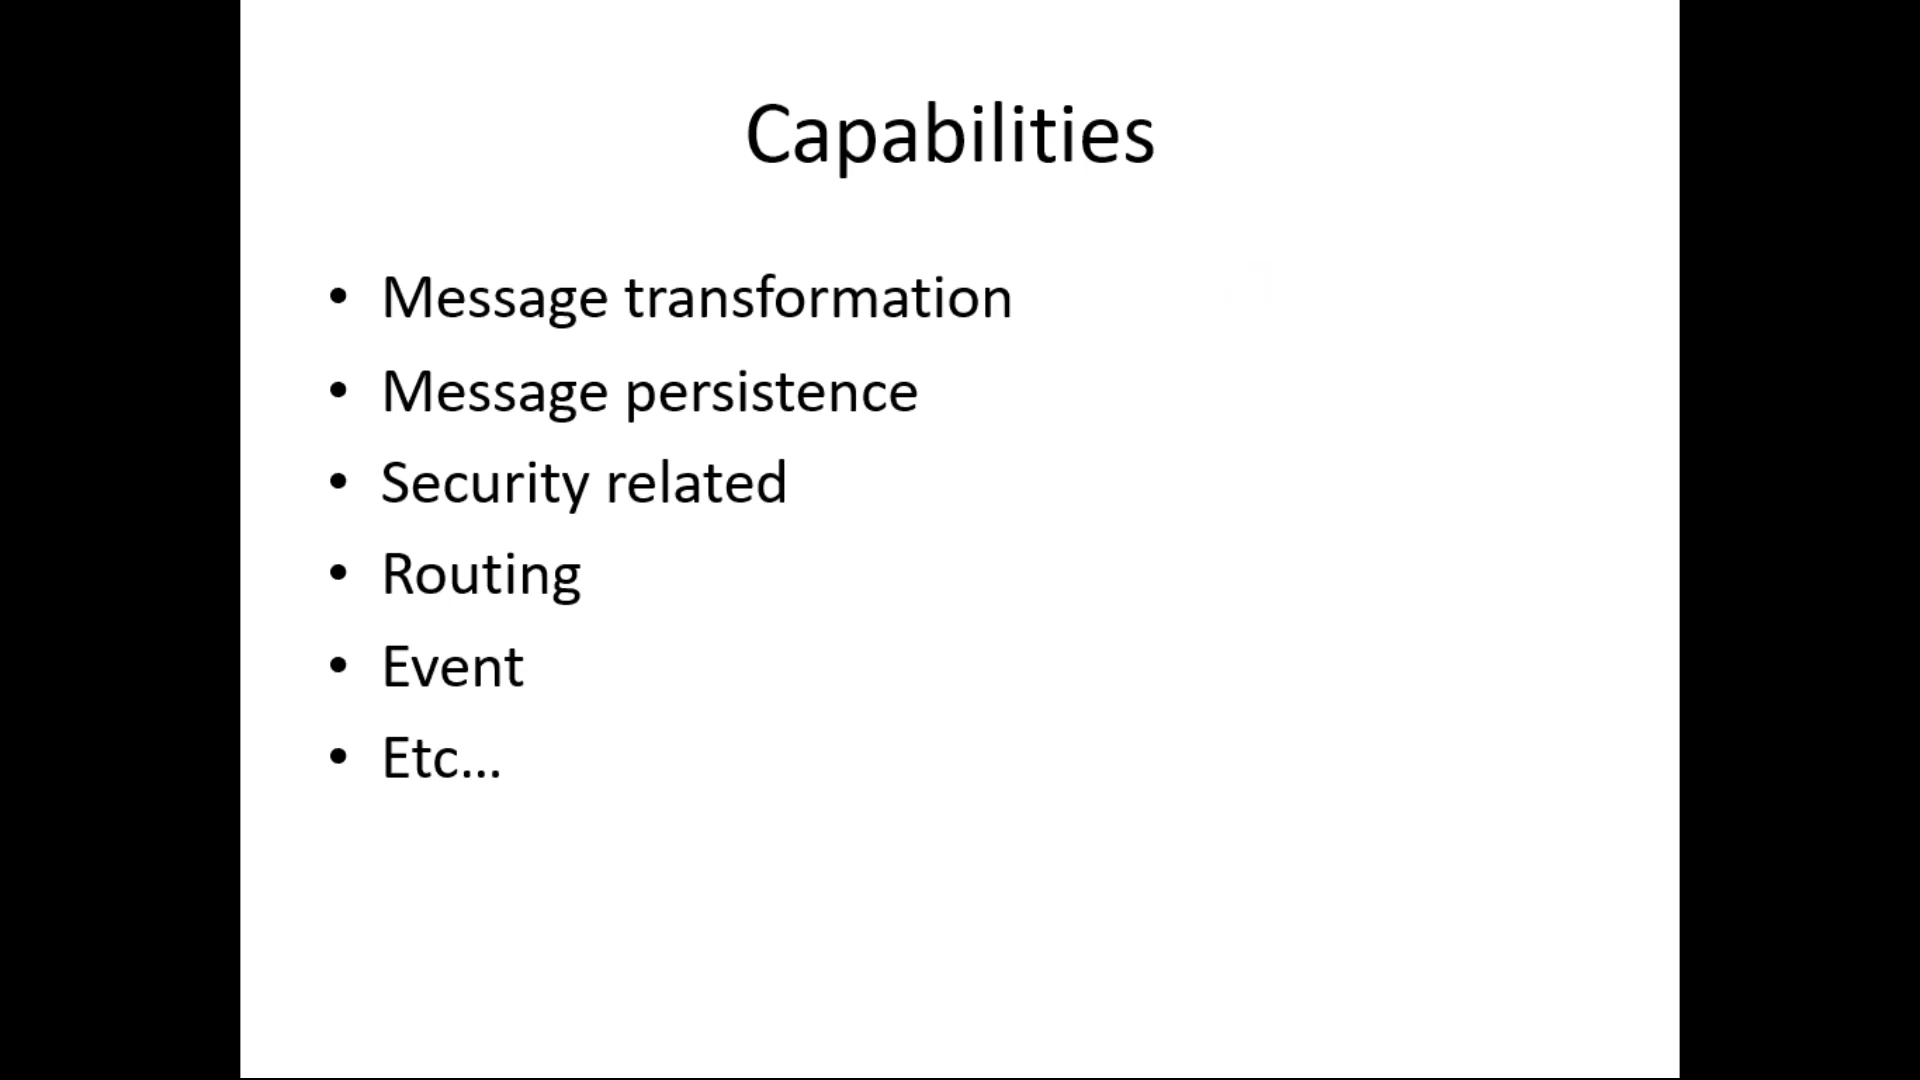 Capabilities
• Message transformation
• Message persistence
• Security related
• Routing
• Event
• Etc...